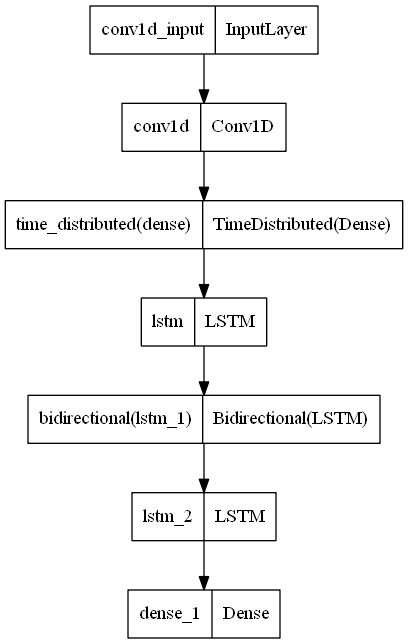 conv1d_input InputLayer
conv1d Conv1D
time_distributed(dense) TimeDistributed(Dense)
lstm LSTM
bidirectional(lstm_1) Bidirectional(LSTM)
lstm_2 LSTM
dense_1 Dense